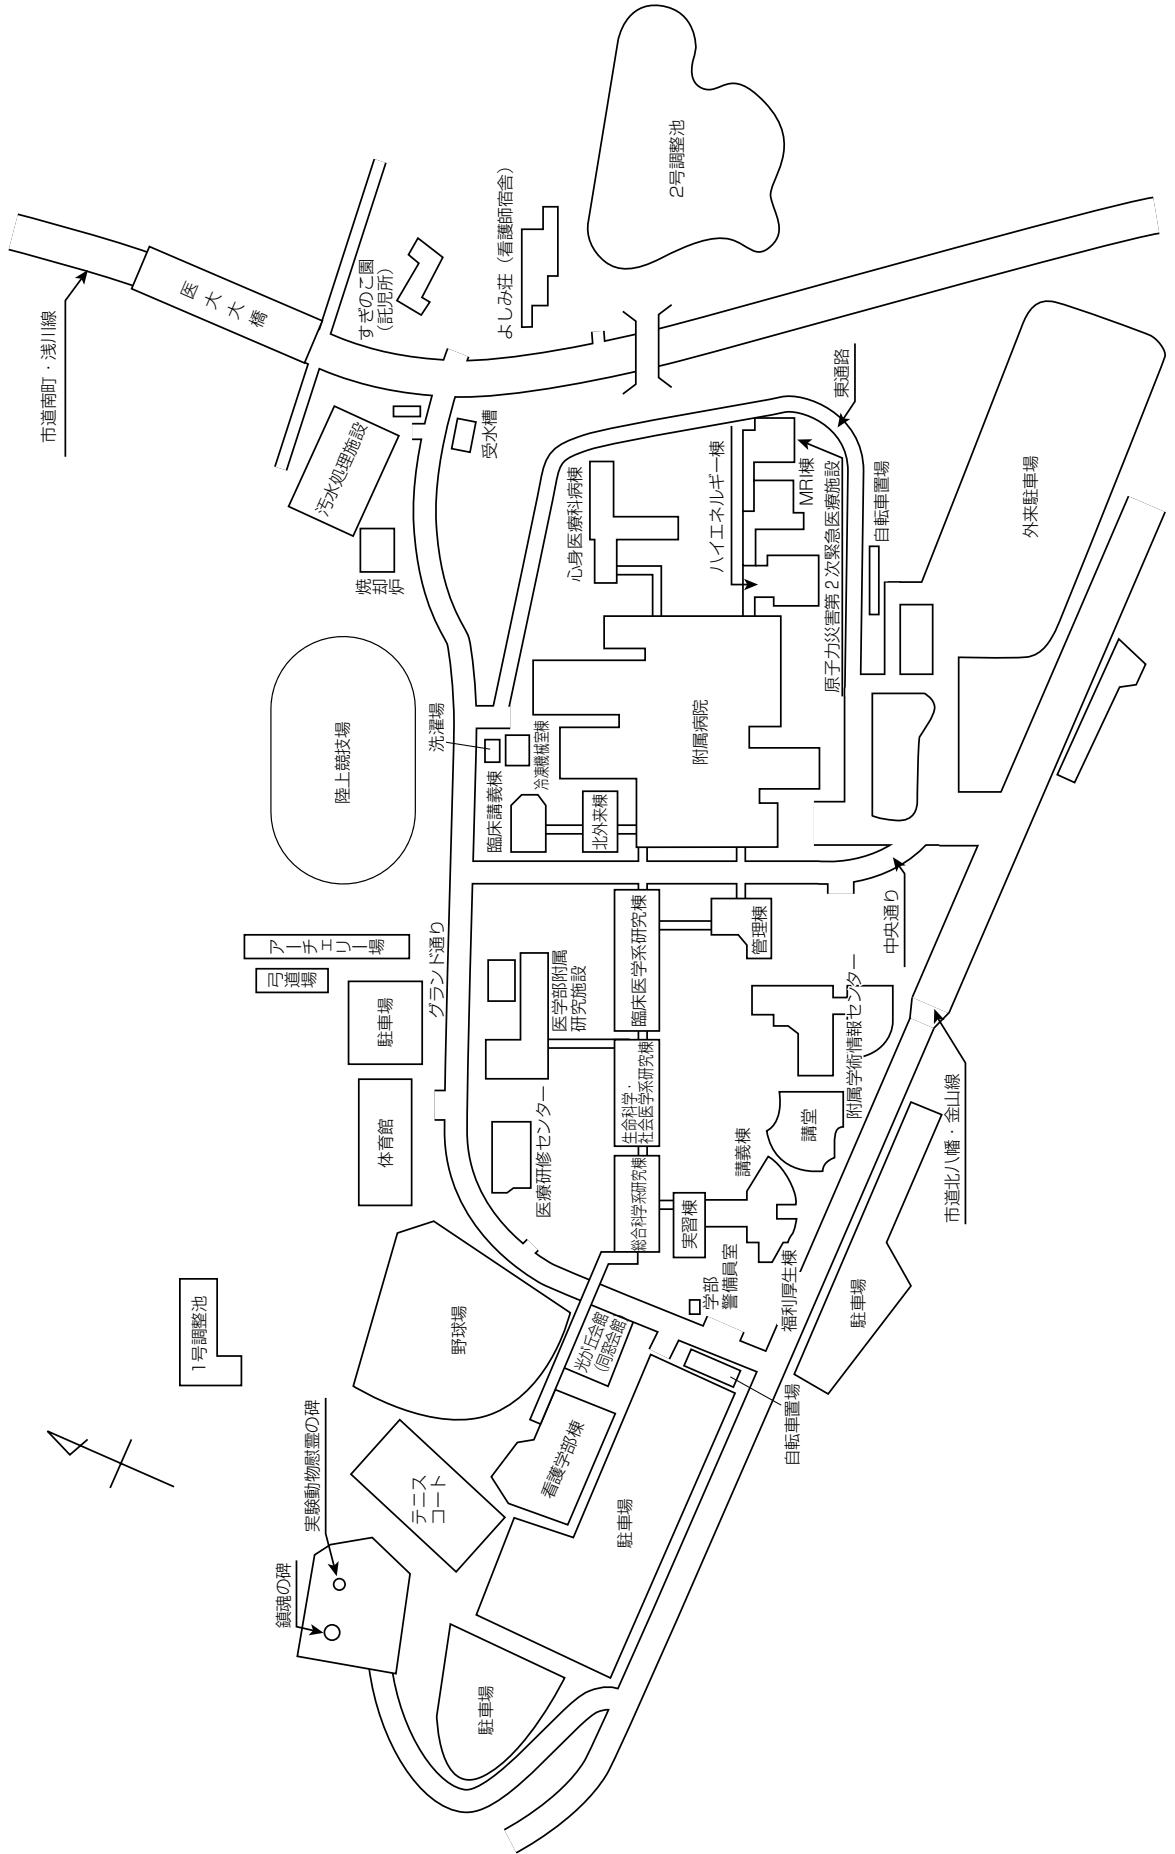 市道南町・浅川線
医大大橋
すぎのこ園
（託児所）
よしみ荘（看護師宿舎）
2号調整池
汚水処理施設
受水槽
焼却炉
東通路
心身医療科病棟
ハイエネルギー棟
MRI棟
原子力災害第２次緊急医療施設
自転車置場
外来駐車場
陸上競技場
洗濯場
冷凍機械室棟
臨床講義棟
北外来棟
附属病院
アーチェリー場
弓道場
駐車場
グランド通り
医学部附属
研究施設
臨床医学系研究棟
管理棟
中央通り
体育館
医療研修センター
生命科学・
社会医学系研究棟
附属学術情報センター
講堂
講義棟
市道北八幡・金山線
総合科学系研究棟
実習棟
学部
警備員室
福利厚生棟
駐車場
1号調整池
野球場
光が丘会館
（同窓会館）
自転車置場
実験動物慰霊の碑
テニス
コート
看護学部棟
駐車場
鎮魂の碑
駐車場